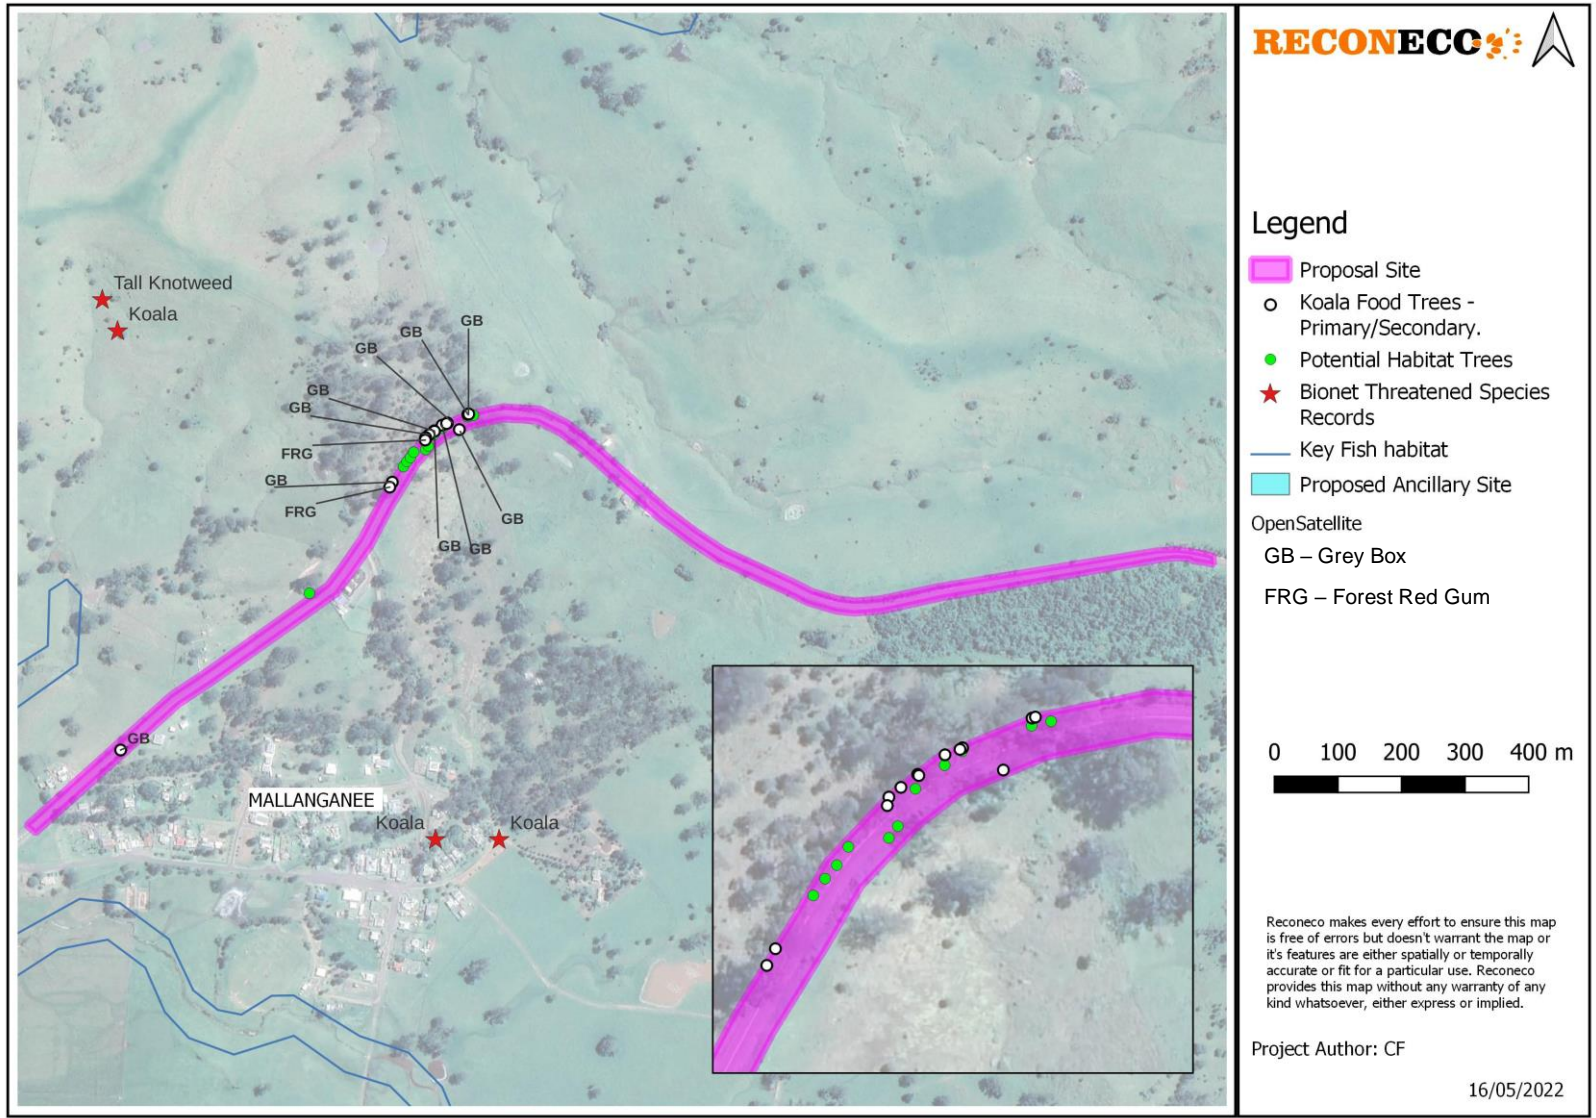 Tall Knotweed
Koala
GB
GB
GB
GB
GB
FRG
GB
FRG
GB
GB
GB
GB
MALLANGANEE
Koala
Koala
RECONECO
Legend
Proposal Site
Koala Food Trees -
Primary/Secondary.
Potential Habitat Trees
Bionet Threatened Species
Records
Key Fish habitat
Proposed Ancillary Site
OpenSatellite
GB – Grey Box
FRG – Forest Red Gum
0 100 200 300 400 m
Reconeco makes every effort to ensure this map
is free of errors but doesn't warrant the map or
it's features are either spatially or temporally
accurate or fit for a particular use. Reconeco
provides this map without any warranty of any
kind whatsoever, either express or implied.
Project Author: CF
16/05/2022